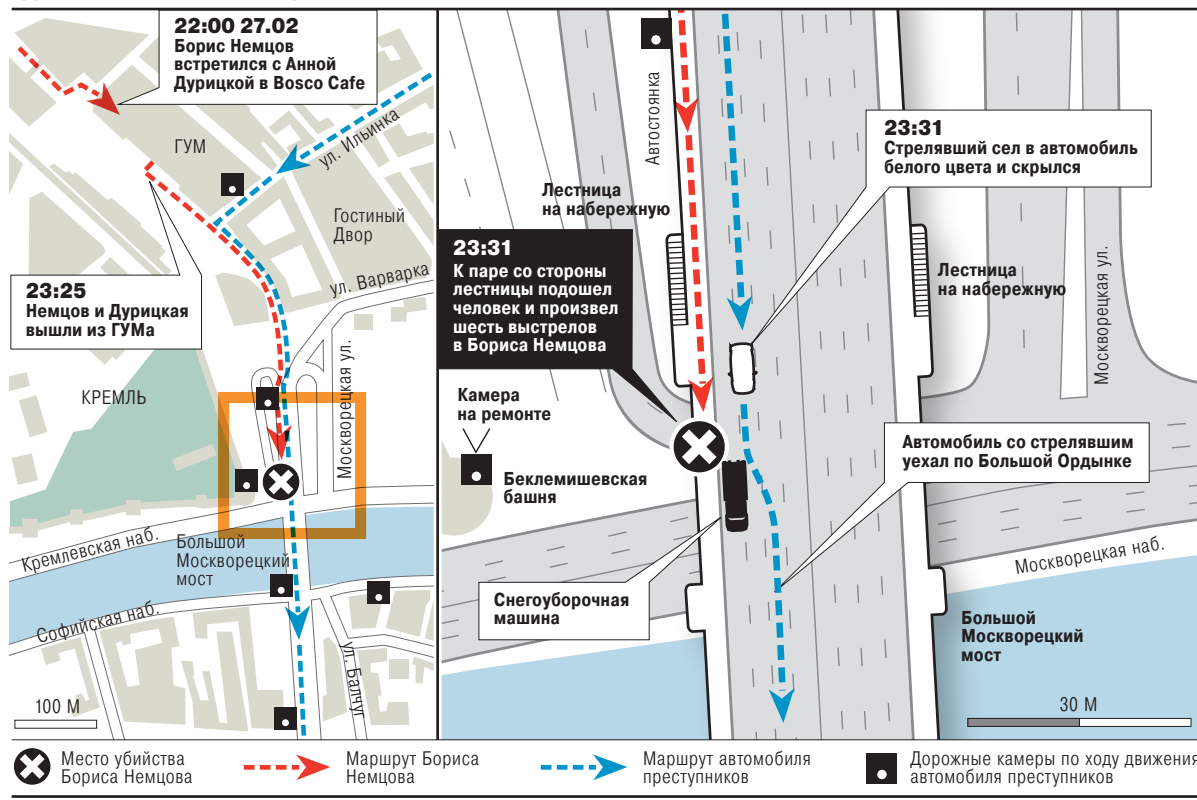 22:00 27.02
Борис Немцов
встретился с Анной
Дурицкой в Bosco Cafe
ГУМ
ул. Ильинка
Гостиный
Двор
ул. Варварка
23:25
Немцов и Дурицкая
вышли из ГУМа
КРЕМЛЬ
Москворецкая ул.
Кремлевская наб.
Большой
Москворецкий
мост
Софийская наб.
ул. Балчуг
100 М
Автостоянка
23:31
Стрелявший сел в автомобиль
белого цвета и скрылся
Лестница
на набережную
23:31
К паре со стороны
лестницы подошел
человек и произвел
шесть выстрелов
в Бориса Немцова
Лестница
на набережную
Москворецкая ул.
Камера
на ремонте
Беклемишевская
башня
Автомобиль со стрелявшим
уехал по Большой Ордынке
Снегоуборочная
машина
Москворецкая наб.
Большой
Москворецкий
мост
30 М
Место убийства
Бориса Немцова
Маршрут Бориса
Немцова
Маршрут автомобиля
преступников
Дорожные камеры по ходу движения
автомобиля преступников